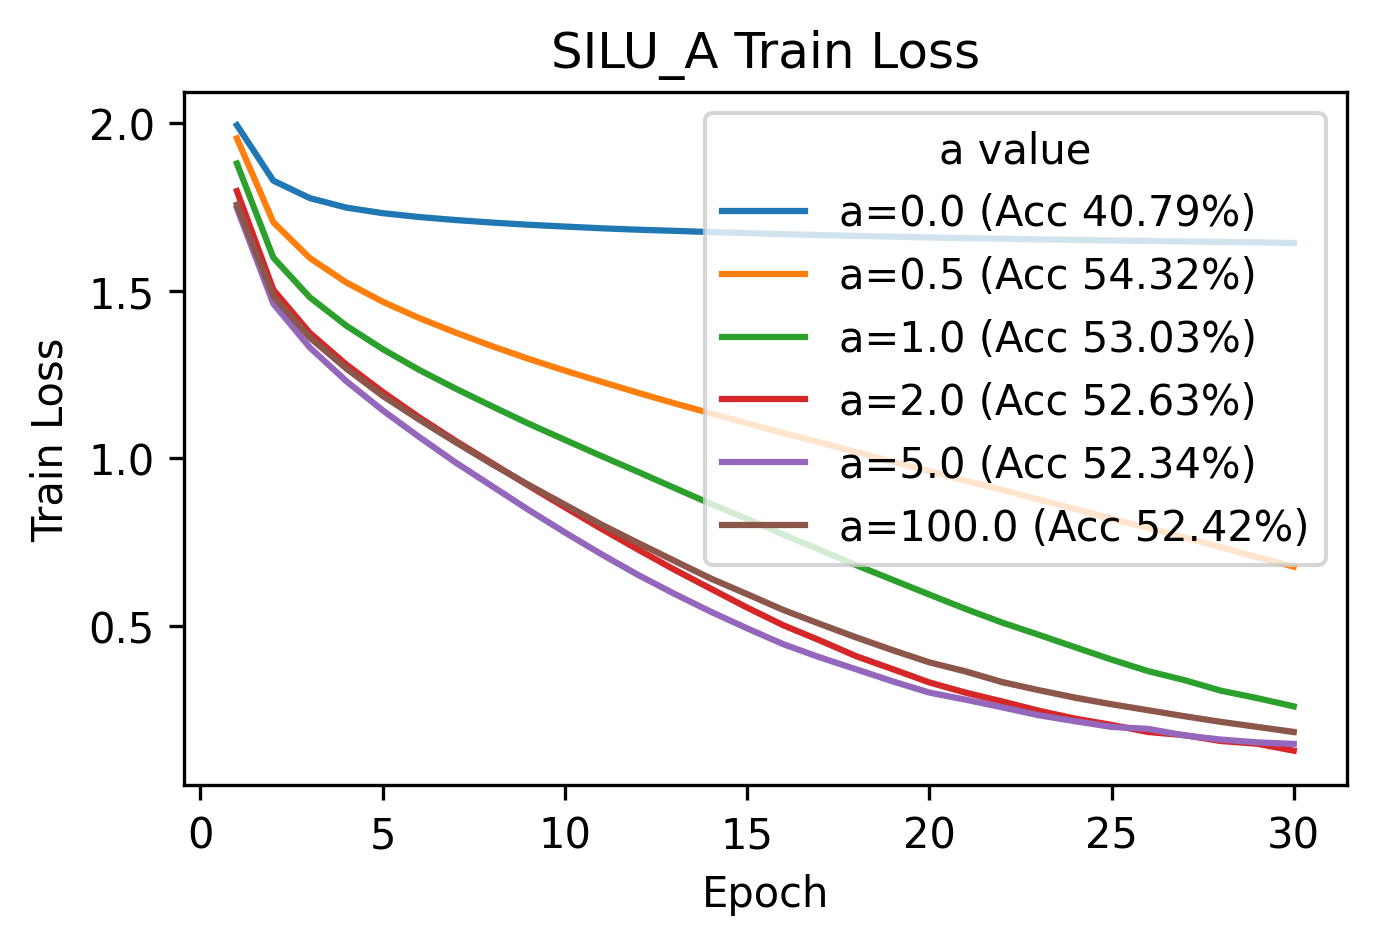 SILU_A Train Loss
a value
a=0.0 (Acc 40.79%)
a=0.5 (Acc 54.32%)
a=1.0 (Acc 53.03%)
a=2.0 (Acc 52.63%)
a=5.0 (Acc 52.34%)
a=100.0 (Acc 52.42%)
Train Loss
2.0
1.5
1.0
0.5
0 5 10 15 20 25 30
Epoch